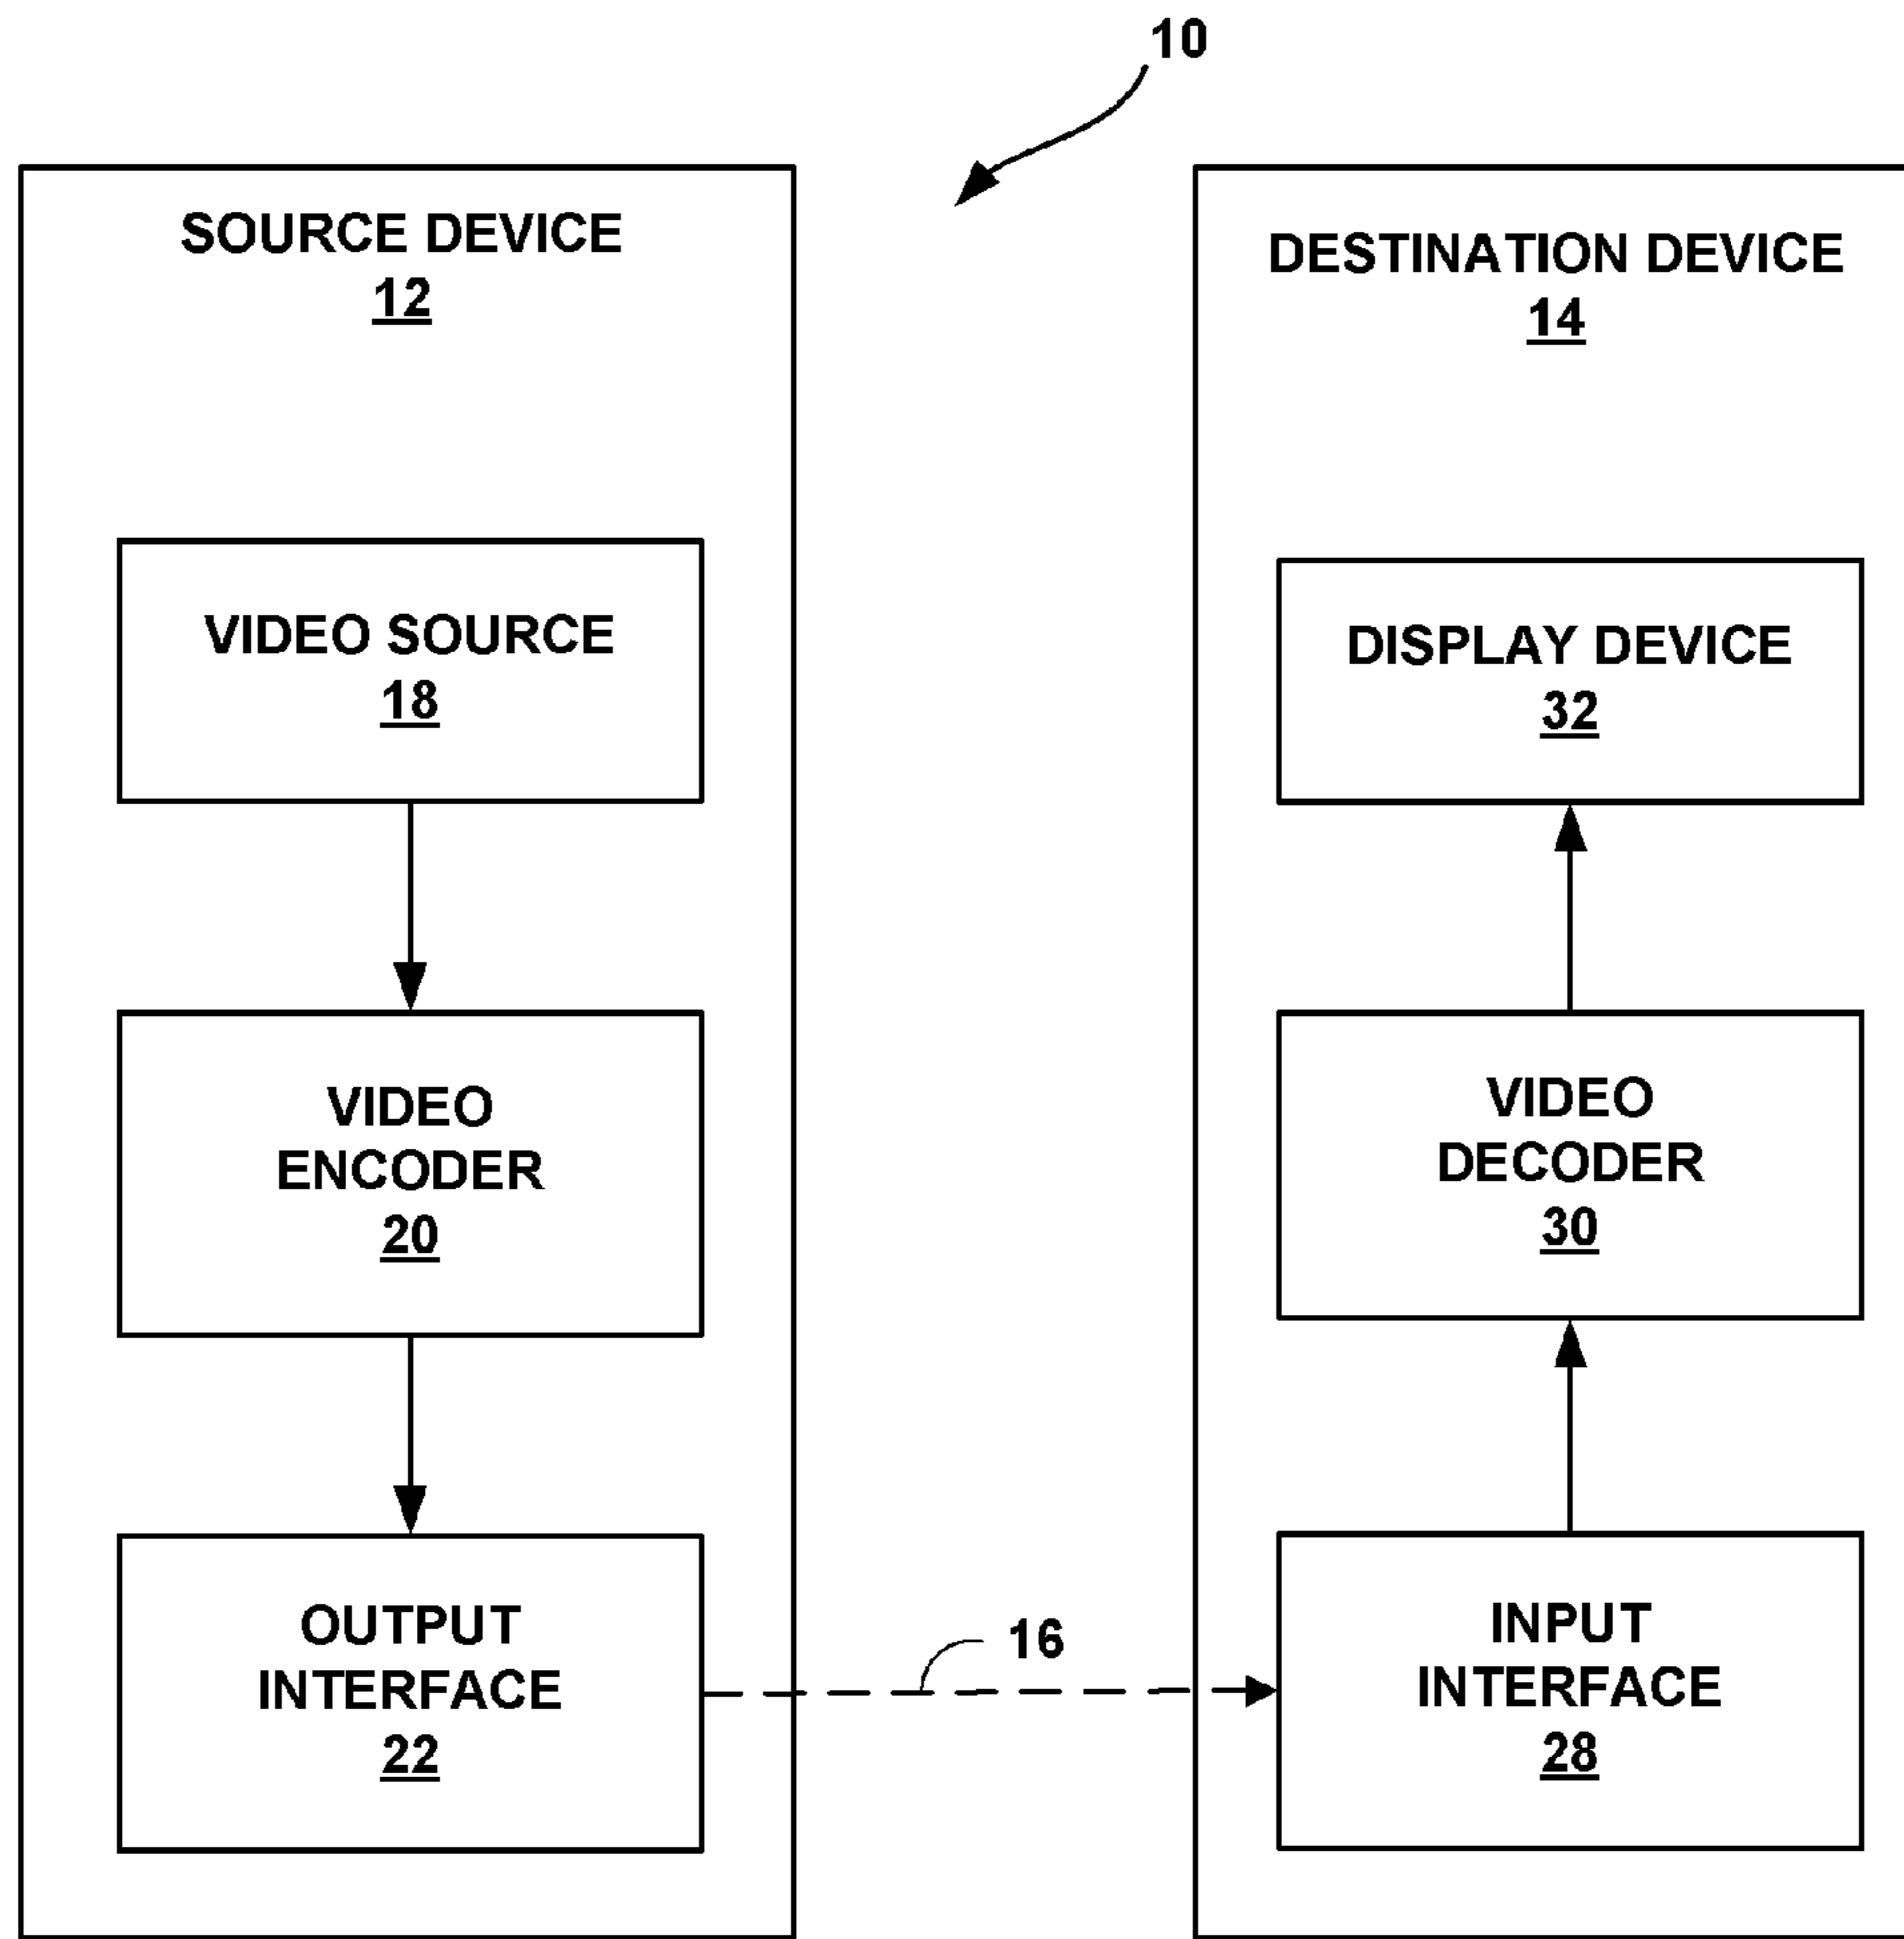 10
SOURCE DEVICE
12
VIDEO SOURCE
18
VIDEO
ENCODER
20
OUTPUT
INTERFACE
22
16
DESTINATION DEVICE
14
DISPLAY DEVICE
32
VIDEO
DECODER
30
INPUT
INTERFACE
28